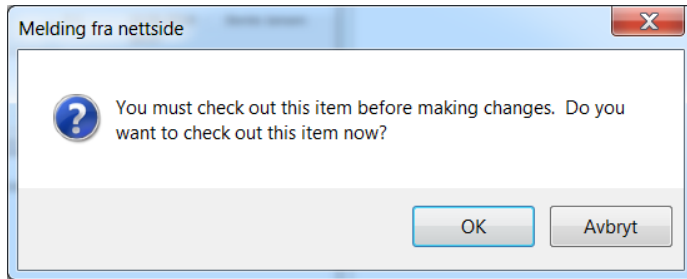 Melding fra nettside
You must check out this item before making changes. Do you
want to check out this item now?
OK
Avbryt